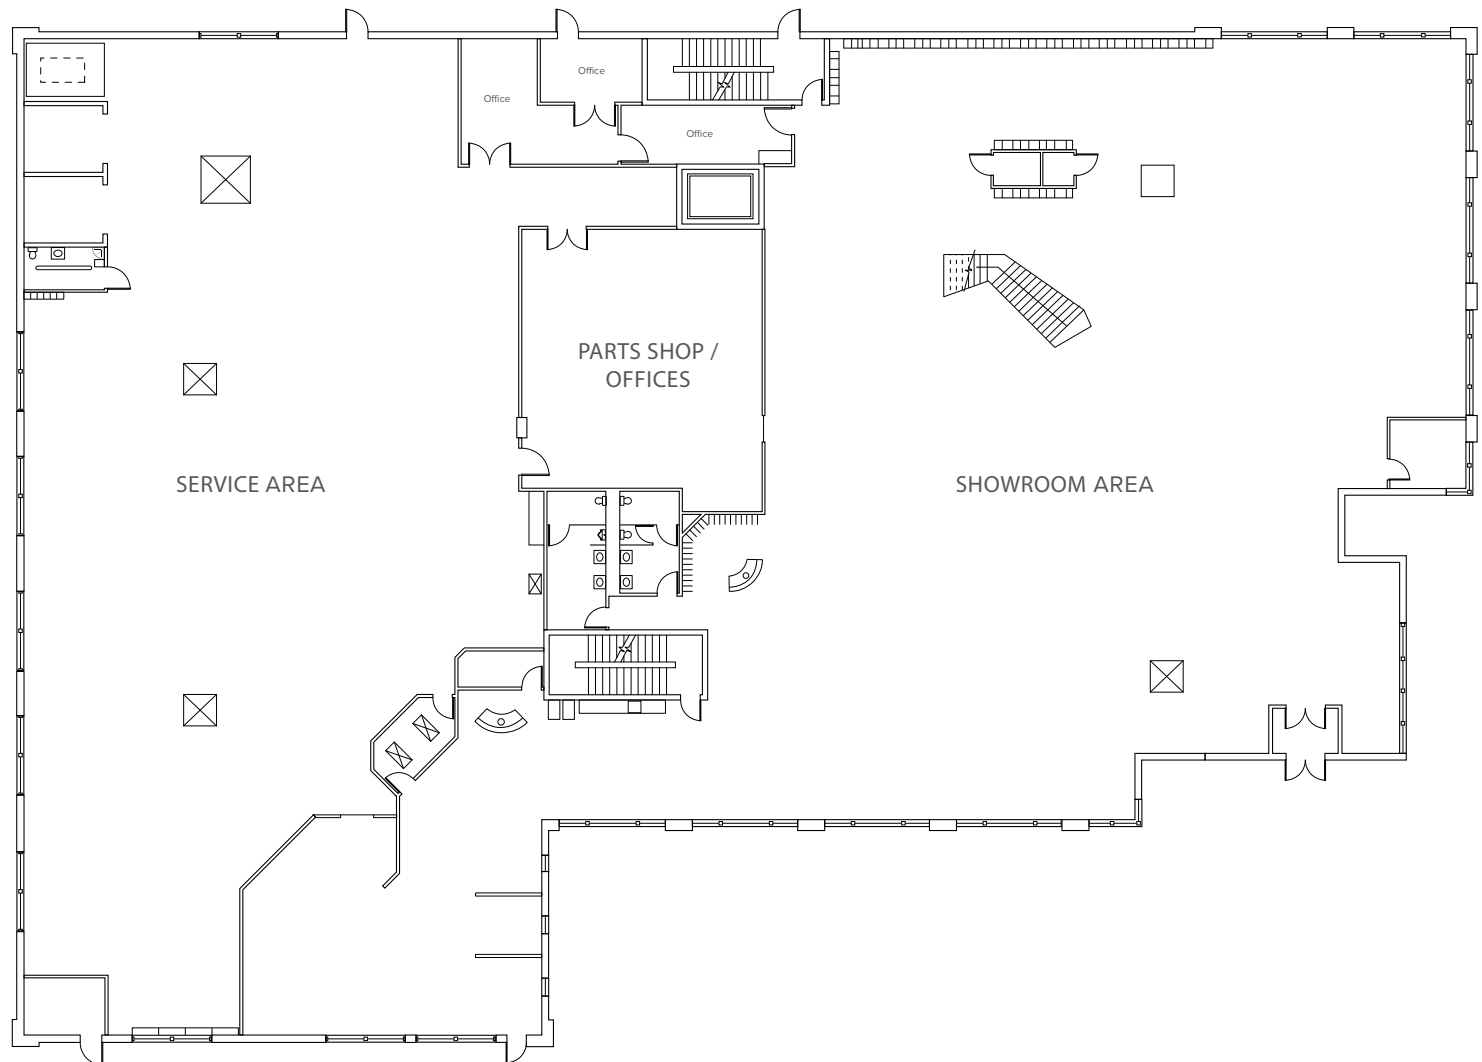 Office
Office
Office
PARTS SHOP /
OFFICES
SERVICE AREA
SHOWROOM AREA